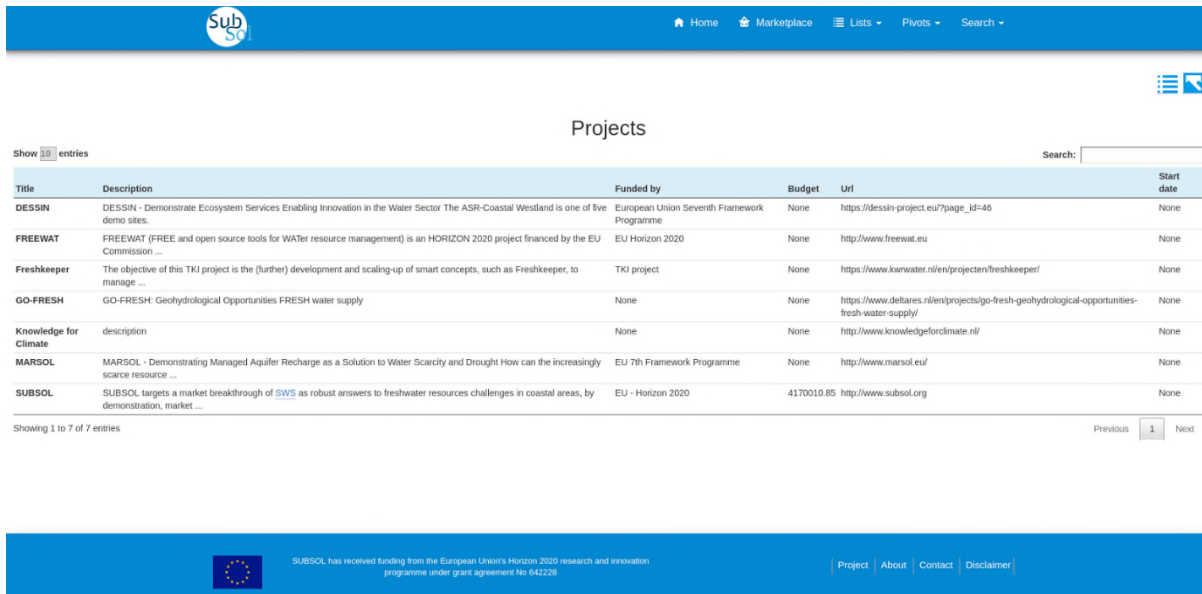 Sub
Sol
Home Marketplace Lists Pivots Search
Projects
Show 10 entries Search:
Title Description Funded by Budget Url Start date
DESSIN DESSIN - Demonstrate Ecosystem Services Enabling Innovation in the Water Sector The ASR-Coastal Westland is one of five European Union Seventh Framework None https://dessin-project.eu/?page_id=46 None
demo sites. Programme
FREEWAT FREEWAT (FREE and open source tools for WATer resource management) is an HORIZON 2020 project financed by the EU EU Horizon 2020 None http://www.freewat.eu None
Commission ...
Freshkeeper The objective of this TKI project is the (further) development and scaling-up of smart concepts, such as Freshkeeper, to TKI project None https://www.kwrwater.nl/en/projecten/freshkeeper/ None
manage ...
GO-FRESH GO-FRESH: Geohydrological Opportunities FRESH water supply None None https://www.deltares.nl/en/projects/go-fresh-geohydrological-opportunities- None
fresh-water-supply/
Knowledge for description None None http://www.knowledgeforclimate.nl/ None
Climate
MARSOL MARSOL - Demonstrating Managed Aquifer Recharge as a Solution to Water Scarcity and Drought How can the increasingly EU 7th Framework Programme None http://www.marsol.eu/ None
scarce resource ...
SUBSOL SUBSOL targets a market breakthrough of SWS as robust answers to freshwater resources challenges in coastal areas, by EU - Horizon 2020 4170010.85 http://www.subsol.org None
demonstration, market ...
Showing 1 to 7 of 7 entries Previous 1 Next
SUBSOL has received funding from the European Union's Horizon 2020 research and innovation
programme under grant agreement No 642228
Project About Contact Disclaimer